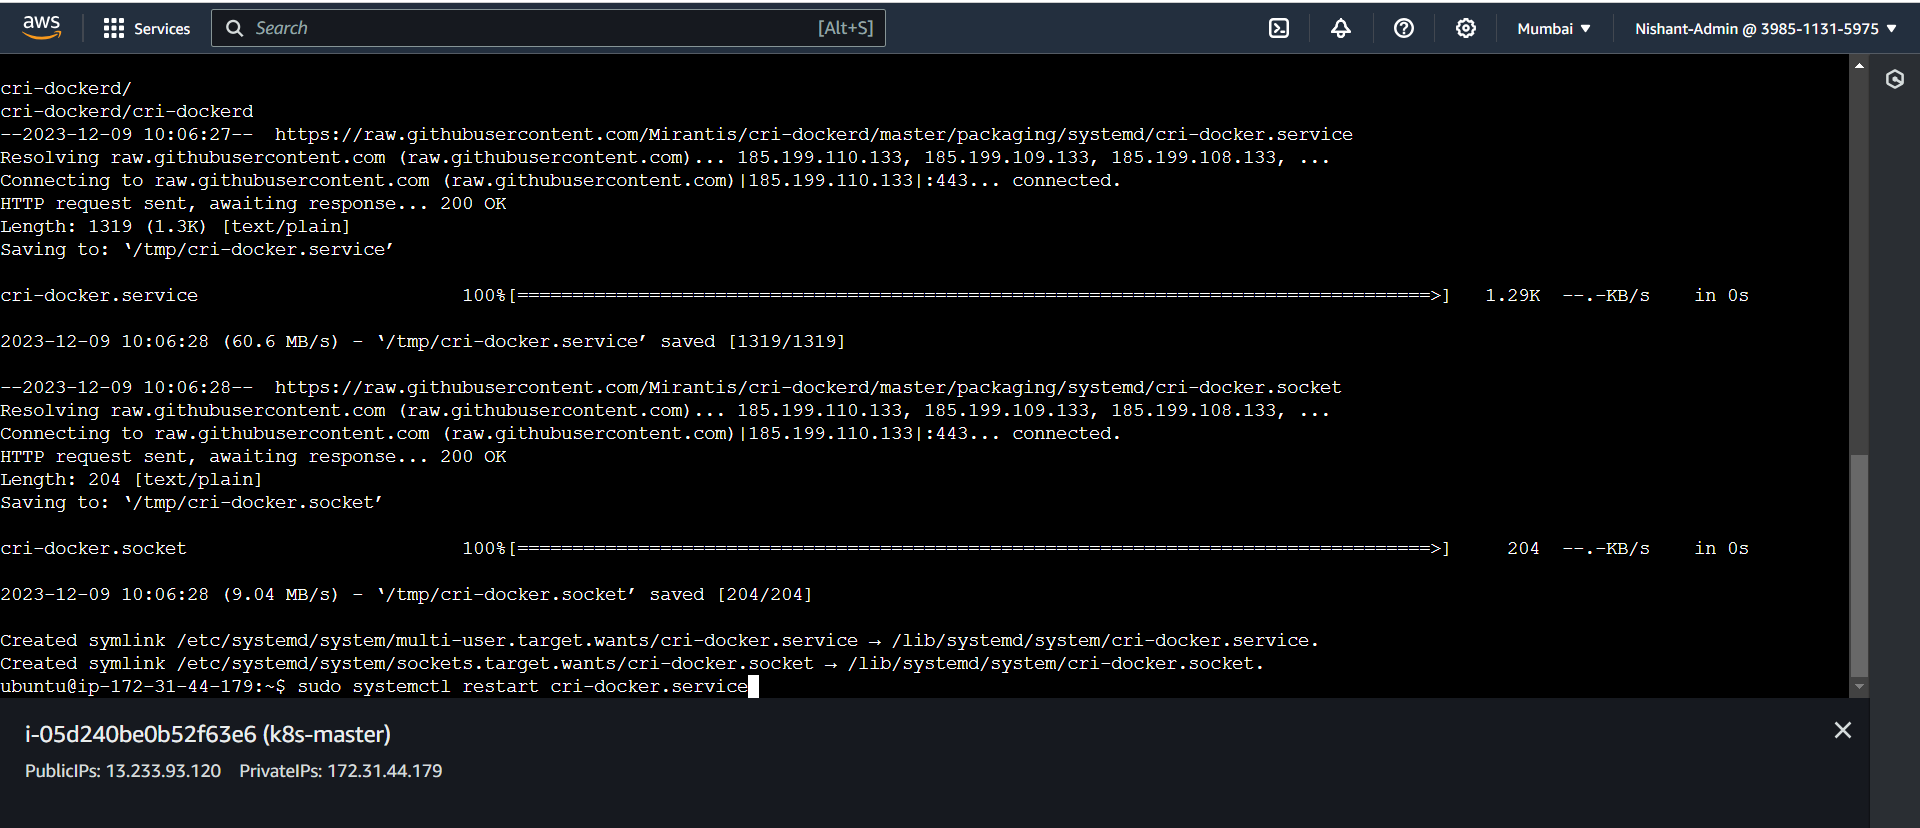 aws
Services
Search
[Alt+S]
Mumbai ▼
Nishant-Admin @ 3985-1131-5975 ▼
cri-dockerd/
cri-dockerd/cri-dockerd
--2023-12-09 10:06:27--  https://raw.githubusercontent.com/Mirantis/cri-dockerd/master/packaging/systemd/cri-docker.service
Resolving raw.githubusercontent.com (raw.githubusercontent.com)... 185.199.110.133, 185.199.109.133, 185.199.108.133, ...
Connecting to raw.githubusercontent.com (raw.githubusercontent.com)|185.199.110.133|:443... connected.
HTTP request sent, awaiting response... 200 OK
Length: 1319 (1.3K) [text/plain]
Saving to: ‘/tmp/cri-docker.service’
cri-docker.service 100%[===================================================================================>] 1.29K --.-KB/s in 0s
2023-12-09 10:06:28 (60.6 MB/s) - ‘/tmp/cri-docker.service’ saved [1319/1319]
--2023-12-09 10:06:28--  https://raw.githubusercontent.com/Mirantis/cri-dockerd/master/packaging/systemd/cri-docker.socket
Resolving raw.githubusercontent.com (raw.githubusercontent.com)... 185.199.110.133, 185.199.109.133, 185.199.108.133, ...
Connecting to raw.githubusercontent.com (raw.githubusercontent.com)|185.199.110.133|:443... connected.
HTTP request sent, awaiting response... 200 OK
Length: 204 [text/plain]
Saving to: ‘/tmp/cri-docker.socket’
cri-docker.socket 100%[===================================================================================>] 204 --.-KB/s in 0s
2023-12-09 10:06:28 (9.04 MB/s) - ‘/tmp/cri-docker.socket’ saved [204/204]
Created symlink /etc/systemd/system/multi-user.target.wants/cri-docker.service → /lib/systemd/system/cri-docker.service.
Created symlink /etc/systemd/system/sockets.target.wants/cri-docker.socket → /lib/systemd/system/cri-docker.socket.
ubuntu@ip-172-31-44-179:~$ sudo systemctl restart cri-docker.service
i-05d240be0b52f63e6 (k8s-master)
PublicIPs: 13.233.93.120 PrivateIPs: 172.31.44.179